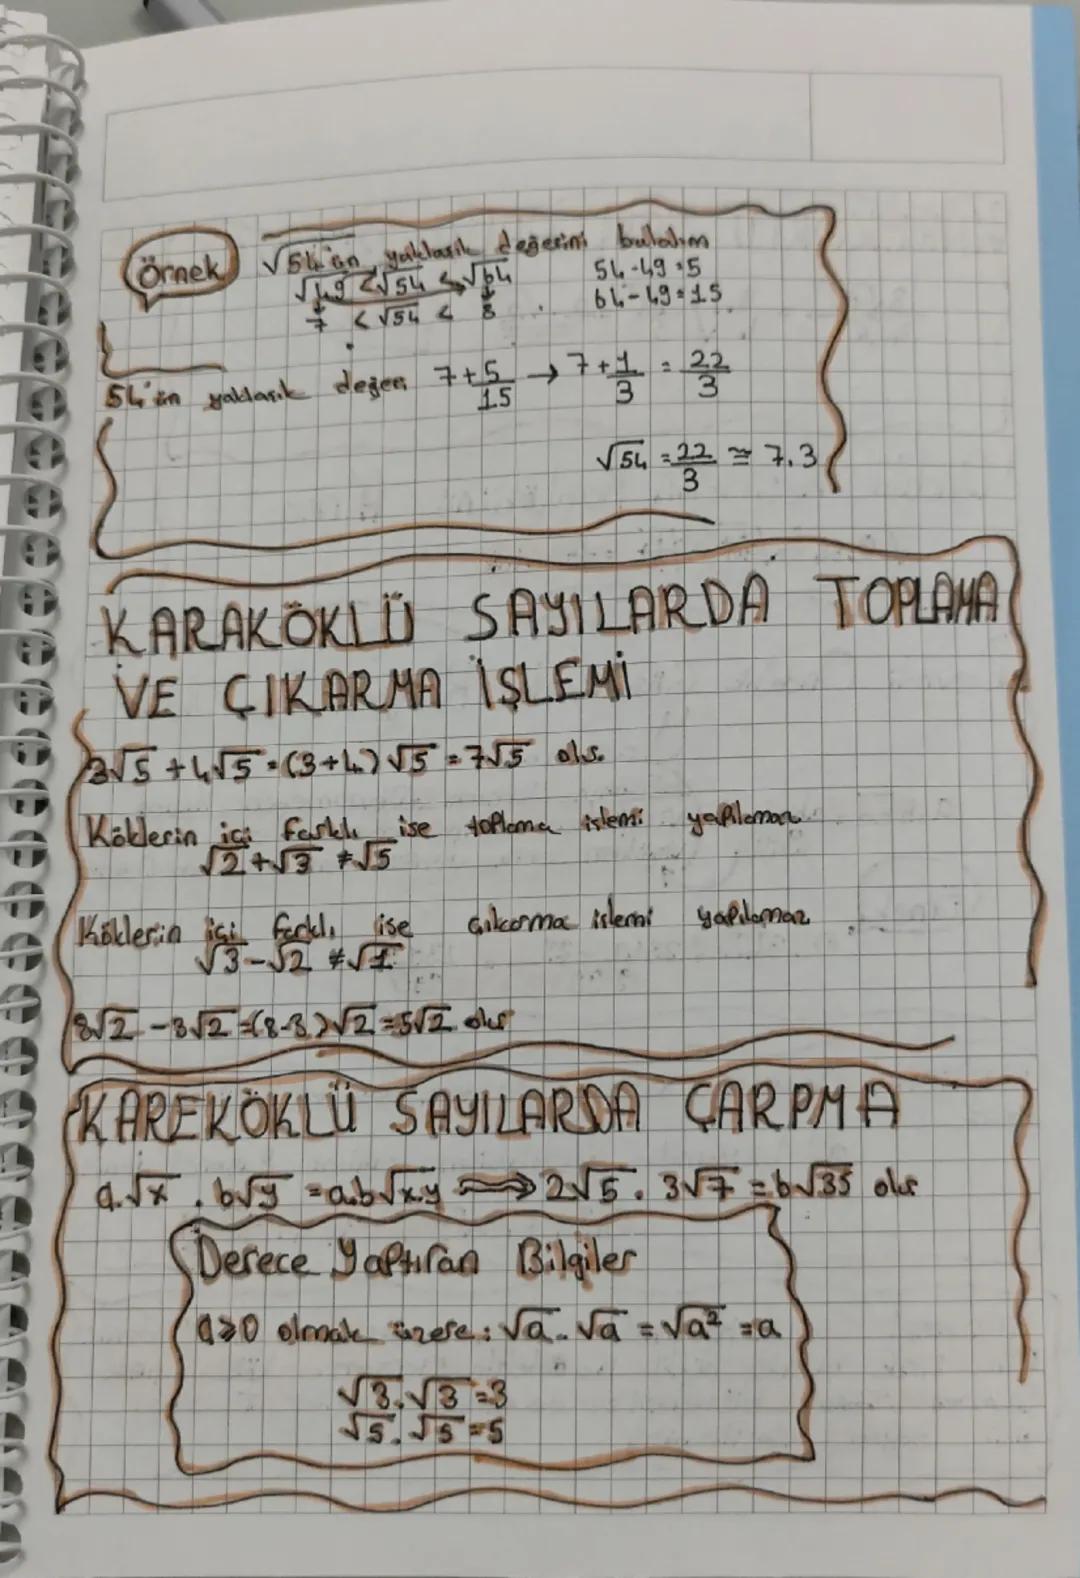 Örnek √54'ün yaklaşık değerini bulalım
√49 < √54 < √64 54-49=5
7 < √54 < 8 64-49=15
54'ün yaklaşık değeri 7+5/15 → 7+1/3 = 22/3
√54 = 22/3 ≅ 7.3
KARAKÖKLÜ SAYILARDA TOPLAMA
VE ÇIKARMA İŞLEMİ
3√5 + 4√5 = (3+4) √5 = 7√5 olr.
Köklerin içi farklı ise toplama işlemi yapılamaz
√2 + √3 ≠ √5
Köklerin içi farklı ise çıkarma işlemi yapılamaz
√3 - √2 ≠ √1
8√2 - 3√2 = (8-3)√2 = 5√2 olur
KAREKÖKLÜ SAYILARDA ÇARPMA
a.√x . b√y = a.b√x.y ⟹ 2√5 . 3√7 = 6√35 olur
Derece Yaptıran Bilgiler
a≥0 olmak üzere: √a . √a = √a² = a
√3 . √3 = 3
√5 . √5 = 5